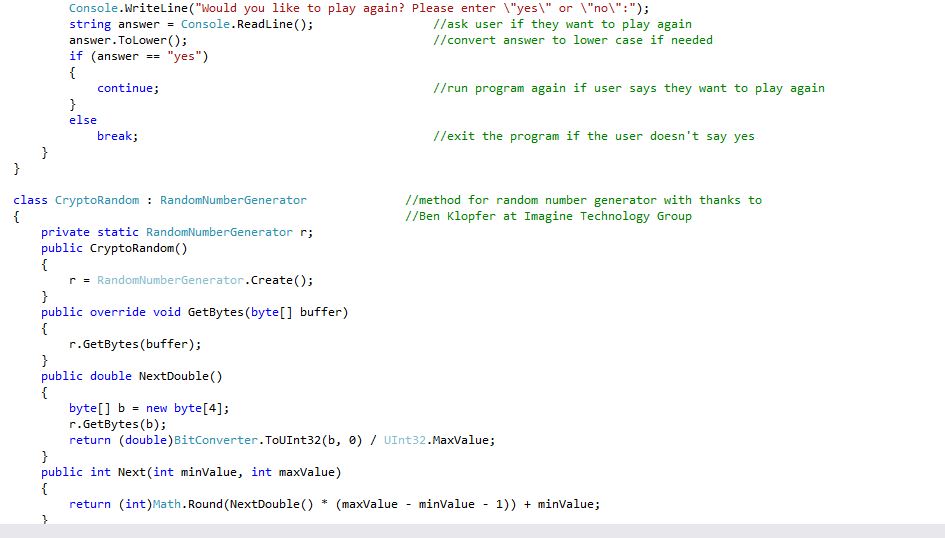 Console.WriteLine("Would you like to play again? Please enter \"yes\" or \"no\":");
string answer = Console.ReadLine(); //ask user if they want to play again
answer.ToLower(); //convert answer to lower case if needed
if (answer == "yes")
{
continue; //run program again if user says they want to play again
}
else
break; //exit the program if the user doesn't say yes
}
}
class CryptoRandom : RandomNumberGenerator //method for random number generator with thanks to
{ //Ben Klopfer at Imagine Technology Group
private static RandomNumberGenerator r;
public CryptoRandom()
{
r = RandomNumberGenerator.Create();
}
public override void GetBytes(byte[] buffer)
{
r.GetBytes(buffer);
}
public double NextDouble()
{
byte[] b = new byte[4];
r.GetBytes(b);
return (double)BitConverter.ToUInt32(b, 0) / UInt32.MaxValue;
}
public int Next(int minValue, int maxValue)
{
return (int)Math.Round(NextDouble() * (maxValue - minValue - 1)) + minValue;
}